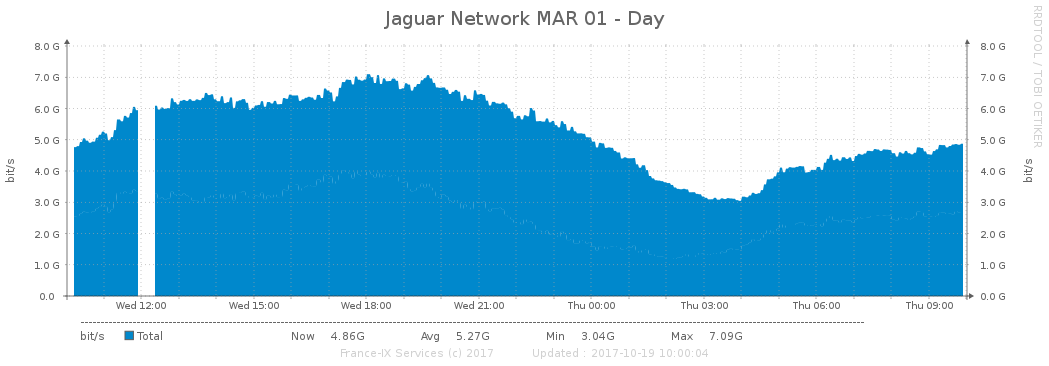 Jaguar Network MAR 01 - Day
RRDTOOL / TOBI OETIKER
8.0 G 8.0 G
7.0 G 7.0 G
6.0 G 6.0 G
5.0 G 5.0 G
4.0 G 4.0 G
3.0 G 3.0 G
2.0 G 2.0 G
1.0 G 1.0 G
0.0 0.0 G
bit/s bit/s
Wed 12:00 Wed 15:00 Wed 18:00 Wed 21:00 Thu 00:00 Thu 03:00 Thu 06:00 Thu 09:00
bit/s Total Now 4.86G Avg 5.27G Min 3.04G Max 7.09G
France-IX Services (c) 2017 Updated : 2017-10-19 10:00:04